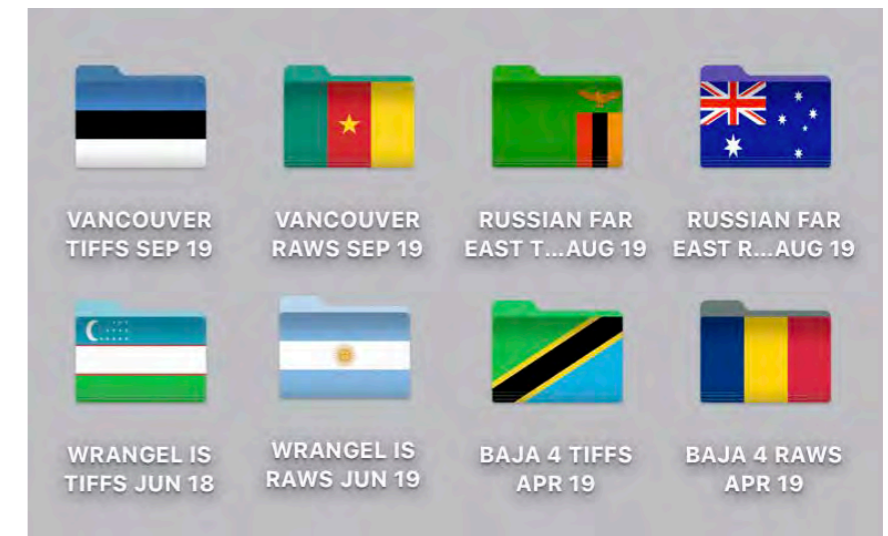 VANCOUVER
TIFFS SEP 19
VANCOUVER
RAWS SEP 19
RUSSIAN FAR
EAST T...AUG 19
RUSSIAN FAR
EAST R...AUG 19
WRANGEL IS
TIFFS JUN 18
WRANGEL IS
RAWS JUN 19
BAJA 4 TIFFS
APR 19
BAJA 4 RAWS
APR 19